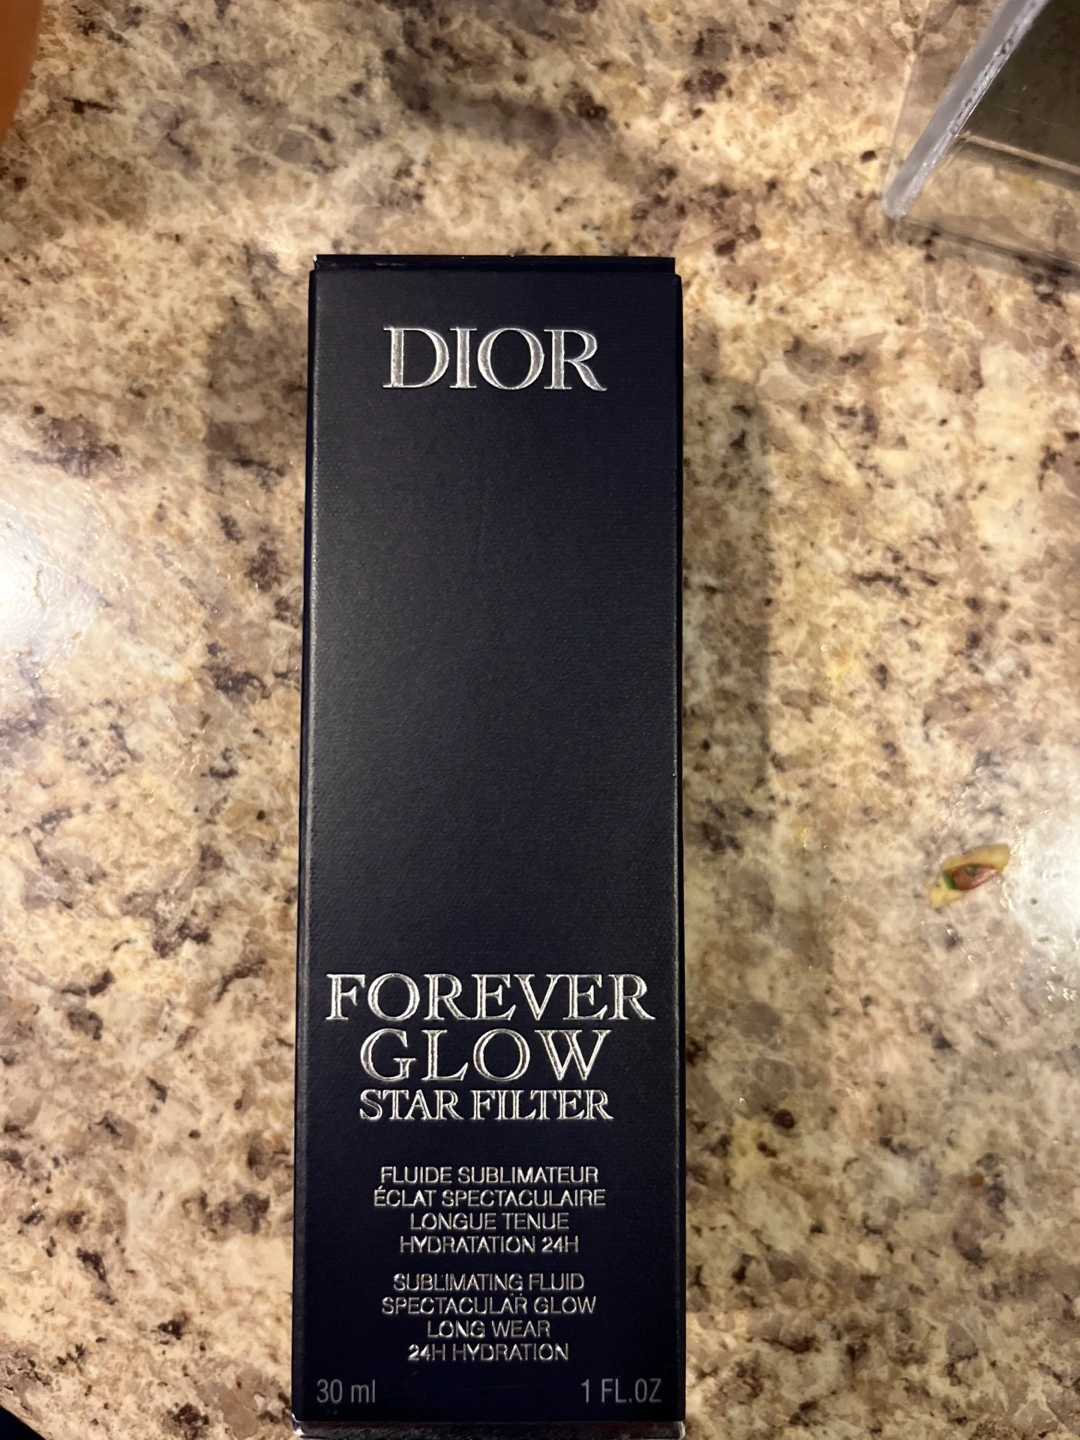 DIOR
FOREVER
GLOW
STAR FILTER
FLUIDE SUBLIMATEUR
ÉCLAT SPECTACULAIRE
LONGUE TENUE
HYDRATATION 24H
SUBLIMATING FLUID
SPECTACULAR GLOW
LONG WEAR
24H HYDRATION
30 ml 1 FL.OZ